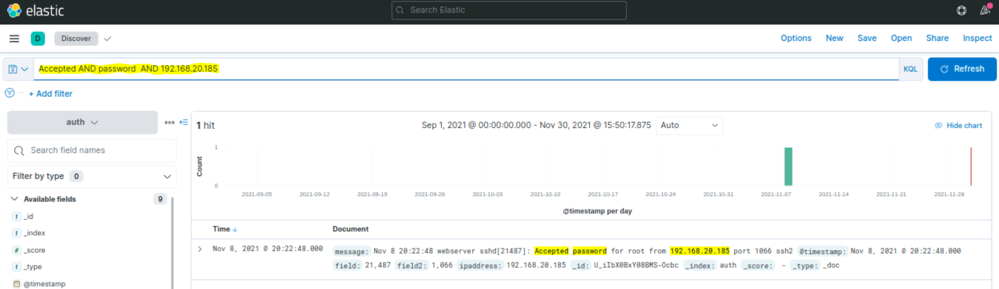 elastic
Search Elastic
D
Discover
Options New Save Open Share Inspect
Accepted AND password  AND 192.168.20.185
KQL
Refresh
+ Add filter
auth
1 hit
Sep 1, 2021 @ 00:00:00.000 - Nov 30, 2021 @ 15:50:17.875
Auto
Hide chart
Search field names
Filter by type 0
Available fields 9
t _id
t _index
# _score
t _type
@timestamp
Count
1
0
2021-09-05 2021-09-12 2021-09-19 2021-09-26 2021-10-03 2021-10-10 2021-10-17 2021-10-24 2021-10-31 2021-11-07 2021-11-14 2021-11-21 2021-11-28
@timestamp per day
Time Document
Nov 8, 2021 @ 20:22:48.000
message: Nov 8 20:22:48 webserver sshd[21487]: Accepted password for root from 192.168.20.185 port 1066 ssh2 @timestamp: Nov 8, 2021 @ 20:22:48.000
field: 21,487 field2: 1,066 ipaddress: 192.168.20.185 _id: U_iIbX0BxY08BMS-Ocbc _index: auth _score: - _type: _doc